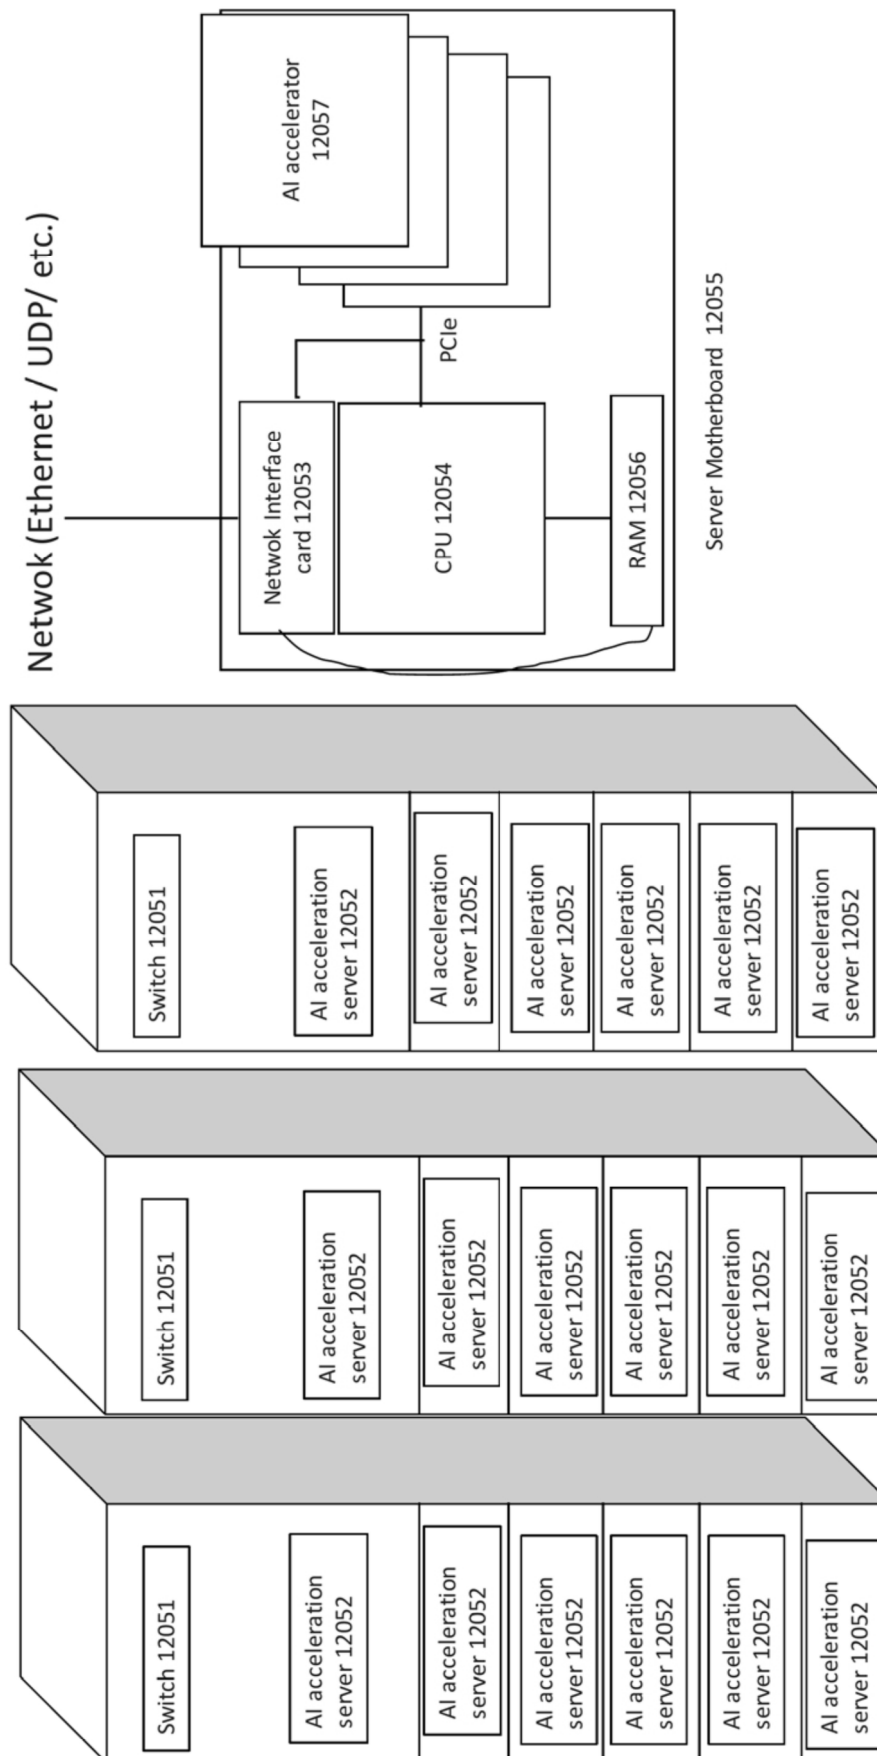 Switch 12051
AI acceleration
server 12052
AI acceleration
server 12052
AI acceleration
server 12052
AI acceleration
server 12052
AI acceleration
server 12052
AI acceleration
server 12052
Switch 12051
AI acceleration
server 12052
AI acceleration
server 12052
AI acceleration
server 12052
AI acceleration
server 12052
AI acceleration
server 12052
AI acceleration
server 12052
Switch 12051
AI acceleration
server 12052
AI acceleration
server 12052
AI acceleration
server 12052
AI acceleration
server 12052
AI acceleration
server 12052
AI acceleration
server 12052
Netwok (Ethernet / UDP/ etc.)
Netwok Interface
card 12053
AI accelerator
12057
CPU 12054
PCIe
RAM 12056
Server Motherboard 12055